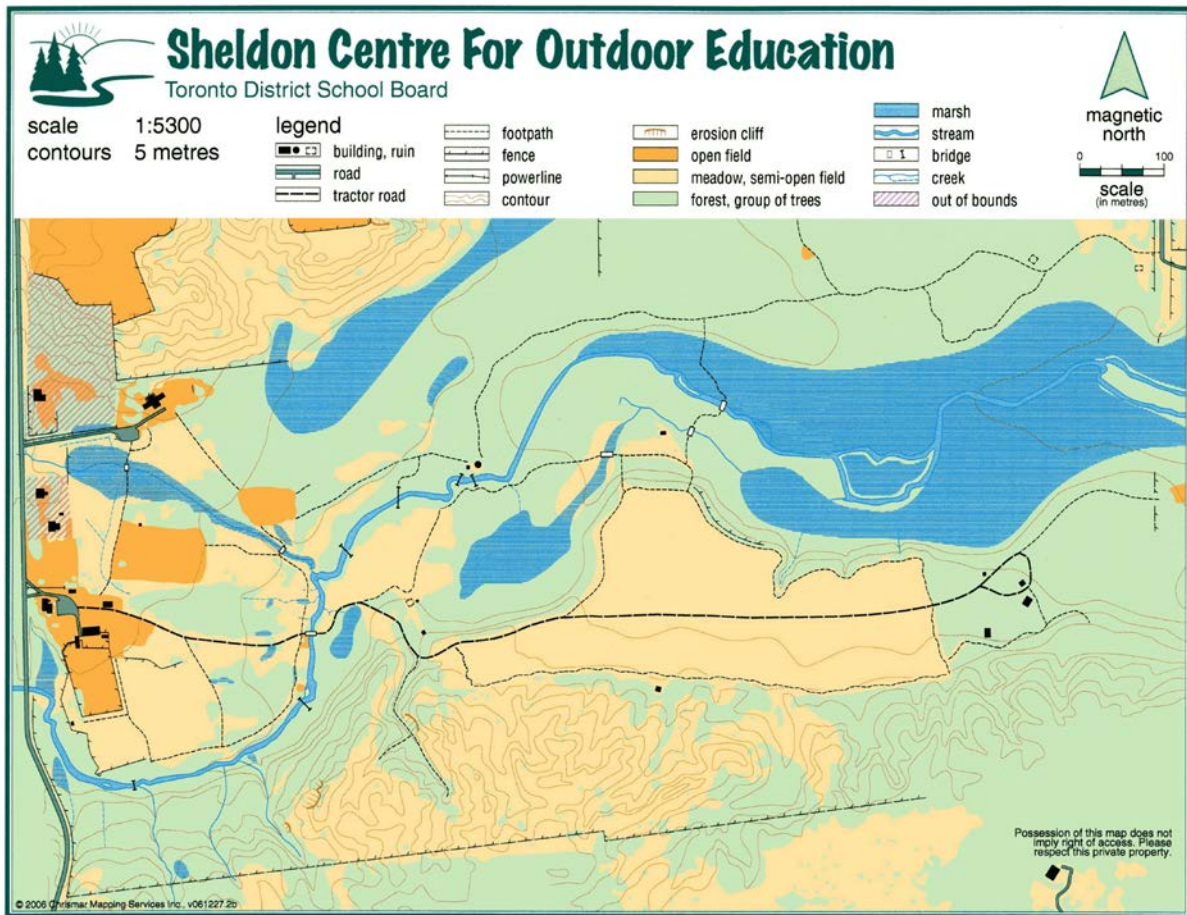 Sheldon Centre For Outdoor Education
Toronto District School Board
scale 1:5300
contours 5 metres
legend
building, ruin
road
tractor road
footpath
fence
powerline
contour
erosion cliff
open field
meadow, semi-open field
forest, group of trees
marsh
stream
bridge
creek
out of bounds
magnetic
north
0 100
scale
(in metres)
Possession of this map does not
imply right of access. Please
respect this private property.
© 2006 Chrismar Mapping Services Inc., v061227.2b